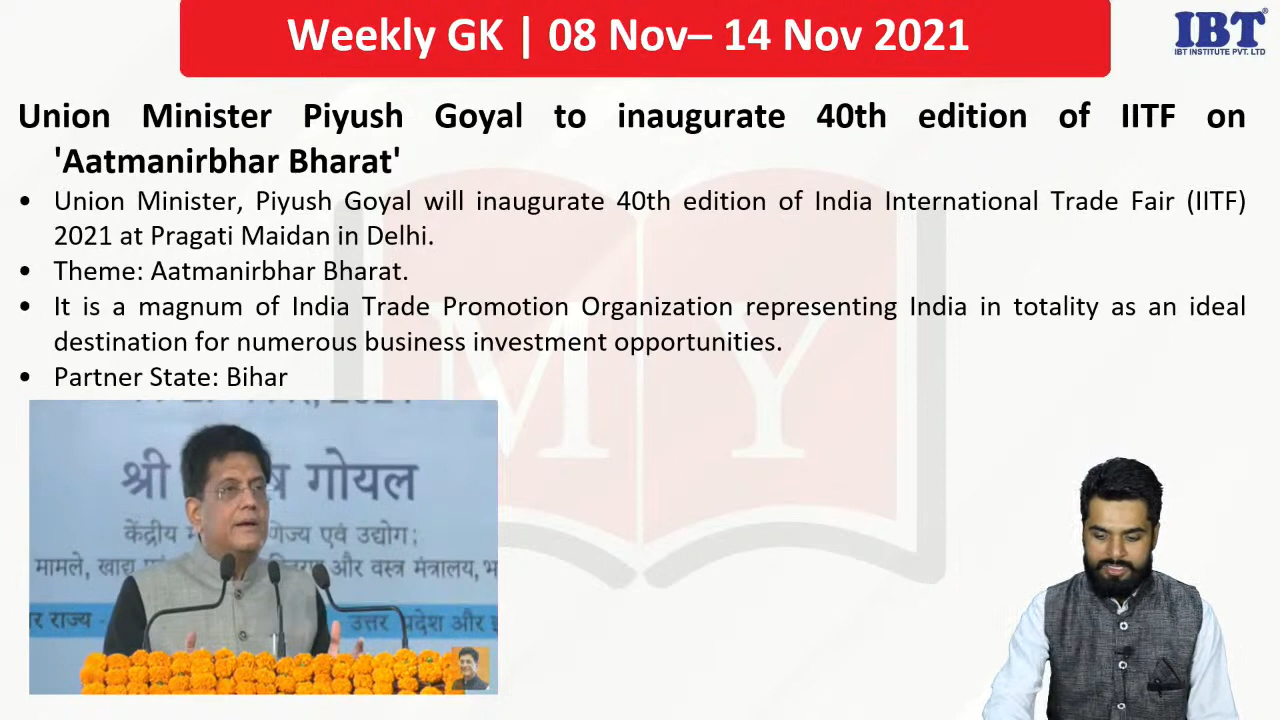 Weekly GK | 08 Nov– 14 Nov 2021
IBT®
IBT INSTITUTE PVT. LTD
Union Minister Piyush Goyal to inaugurate 40th edition of IITF on
'Aatmanirbhar Bharat'
• Union Minister, Piyush Goyal will inaugurate 40th edition of India International Trade Fair (IITF)
2021 at Pragati Maidan in Delhi.
• Theme: Aatmanirbhar Bharat.
• It is a magnum of India Trade Promotion Organization representing India in totality as an ideal
destination for numerous business investment opportunities.
• Partner State: Bihar
M Y
श्री गोयल
केंद्रीय एवं उद्योग;
मामले, खाद्य और वस्त्र मंत्रालय,
राज्य - उत्तर प्रदेश और